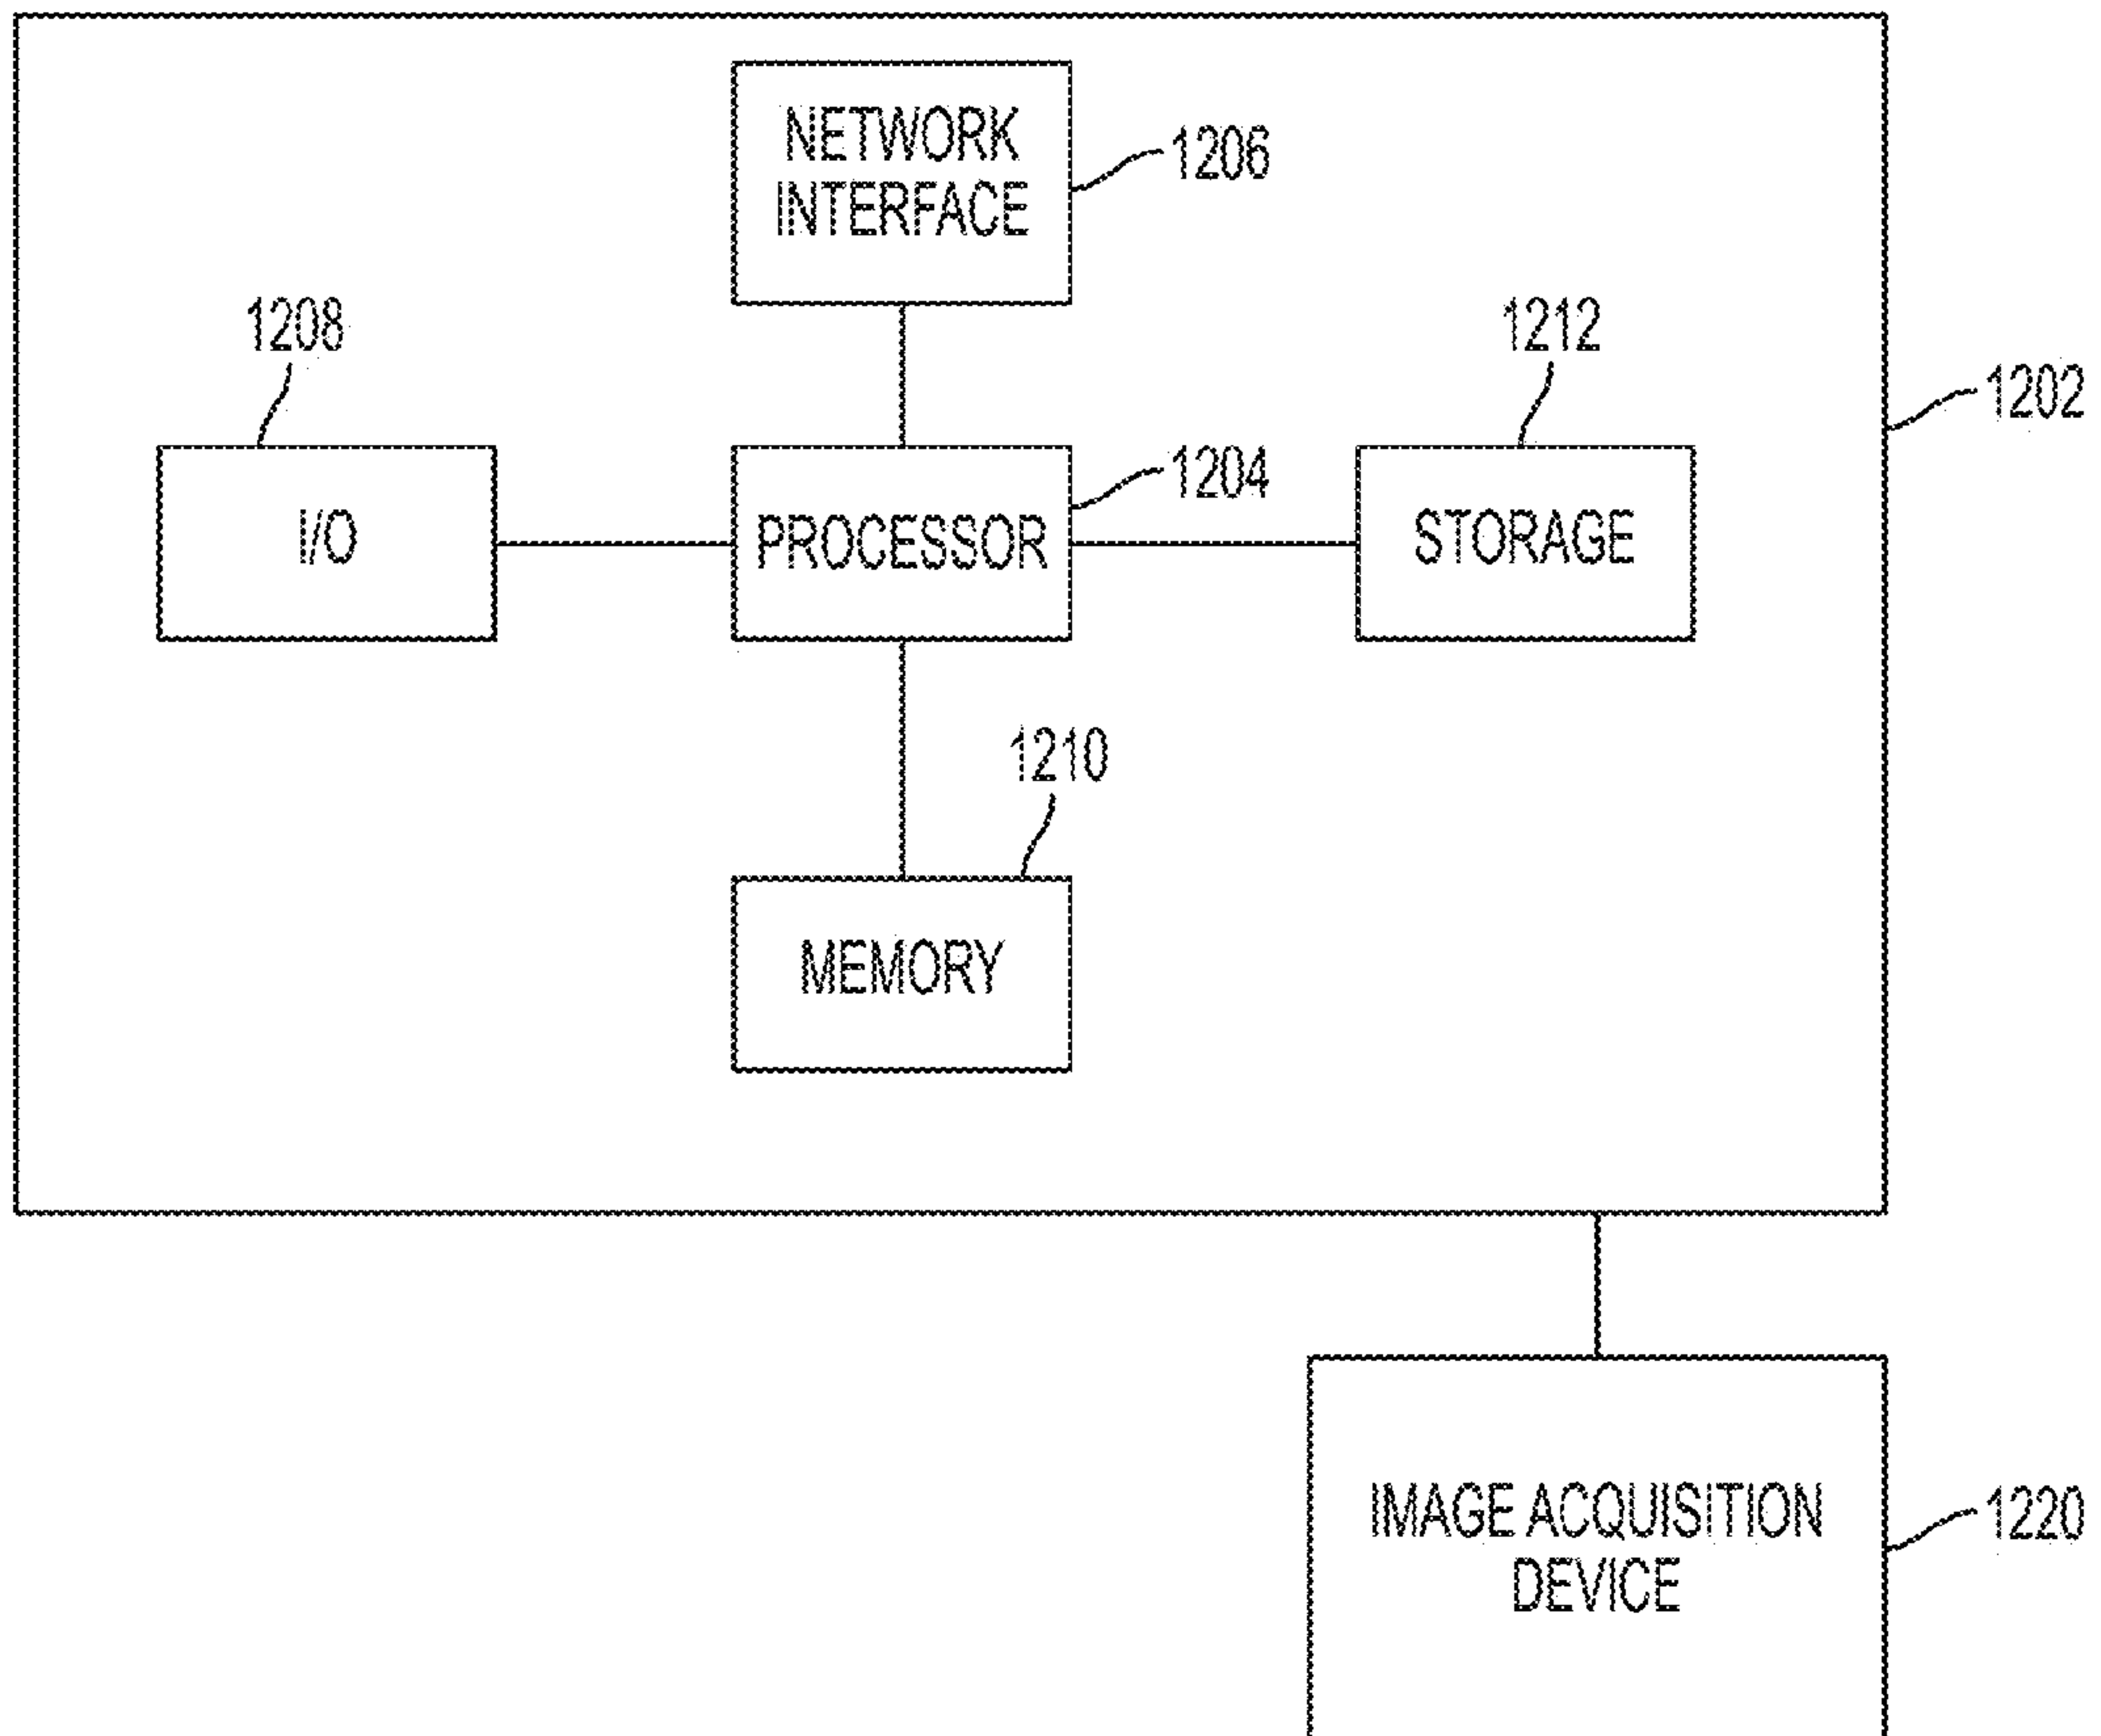 NETWORK
INTERFACE
1206
1208
1212
1202
1204
I/O
PROCESSOR
STORAGE
1210
MEMORY
IMAGE ACQUISITION
DEVICE
1220